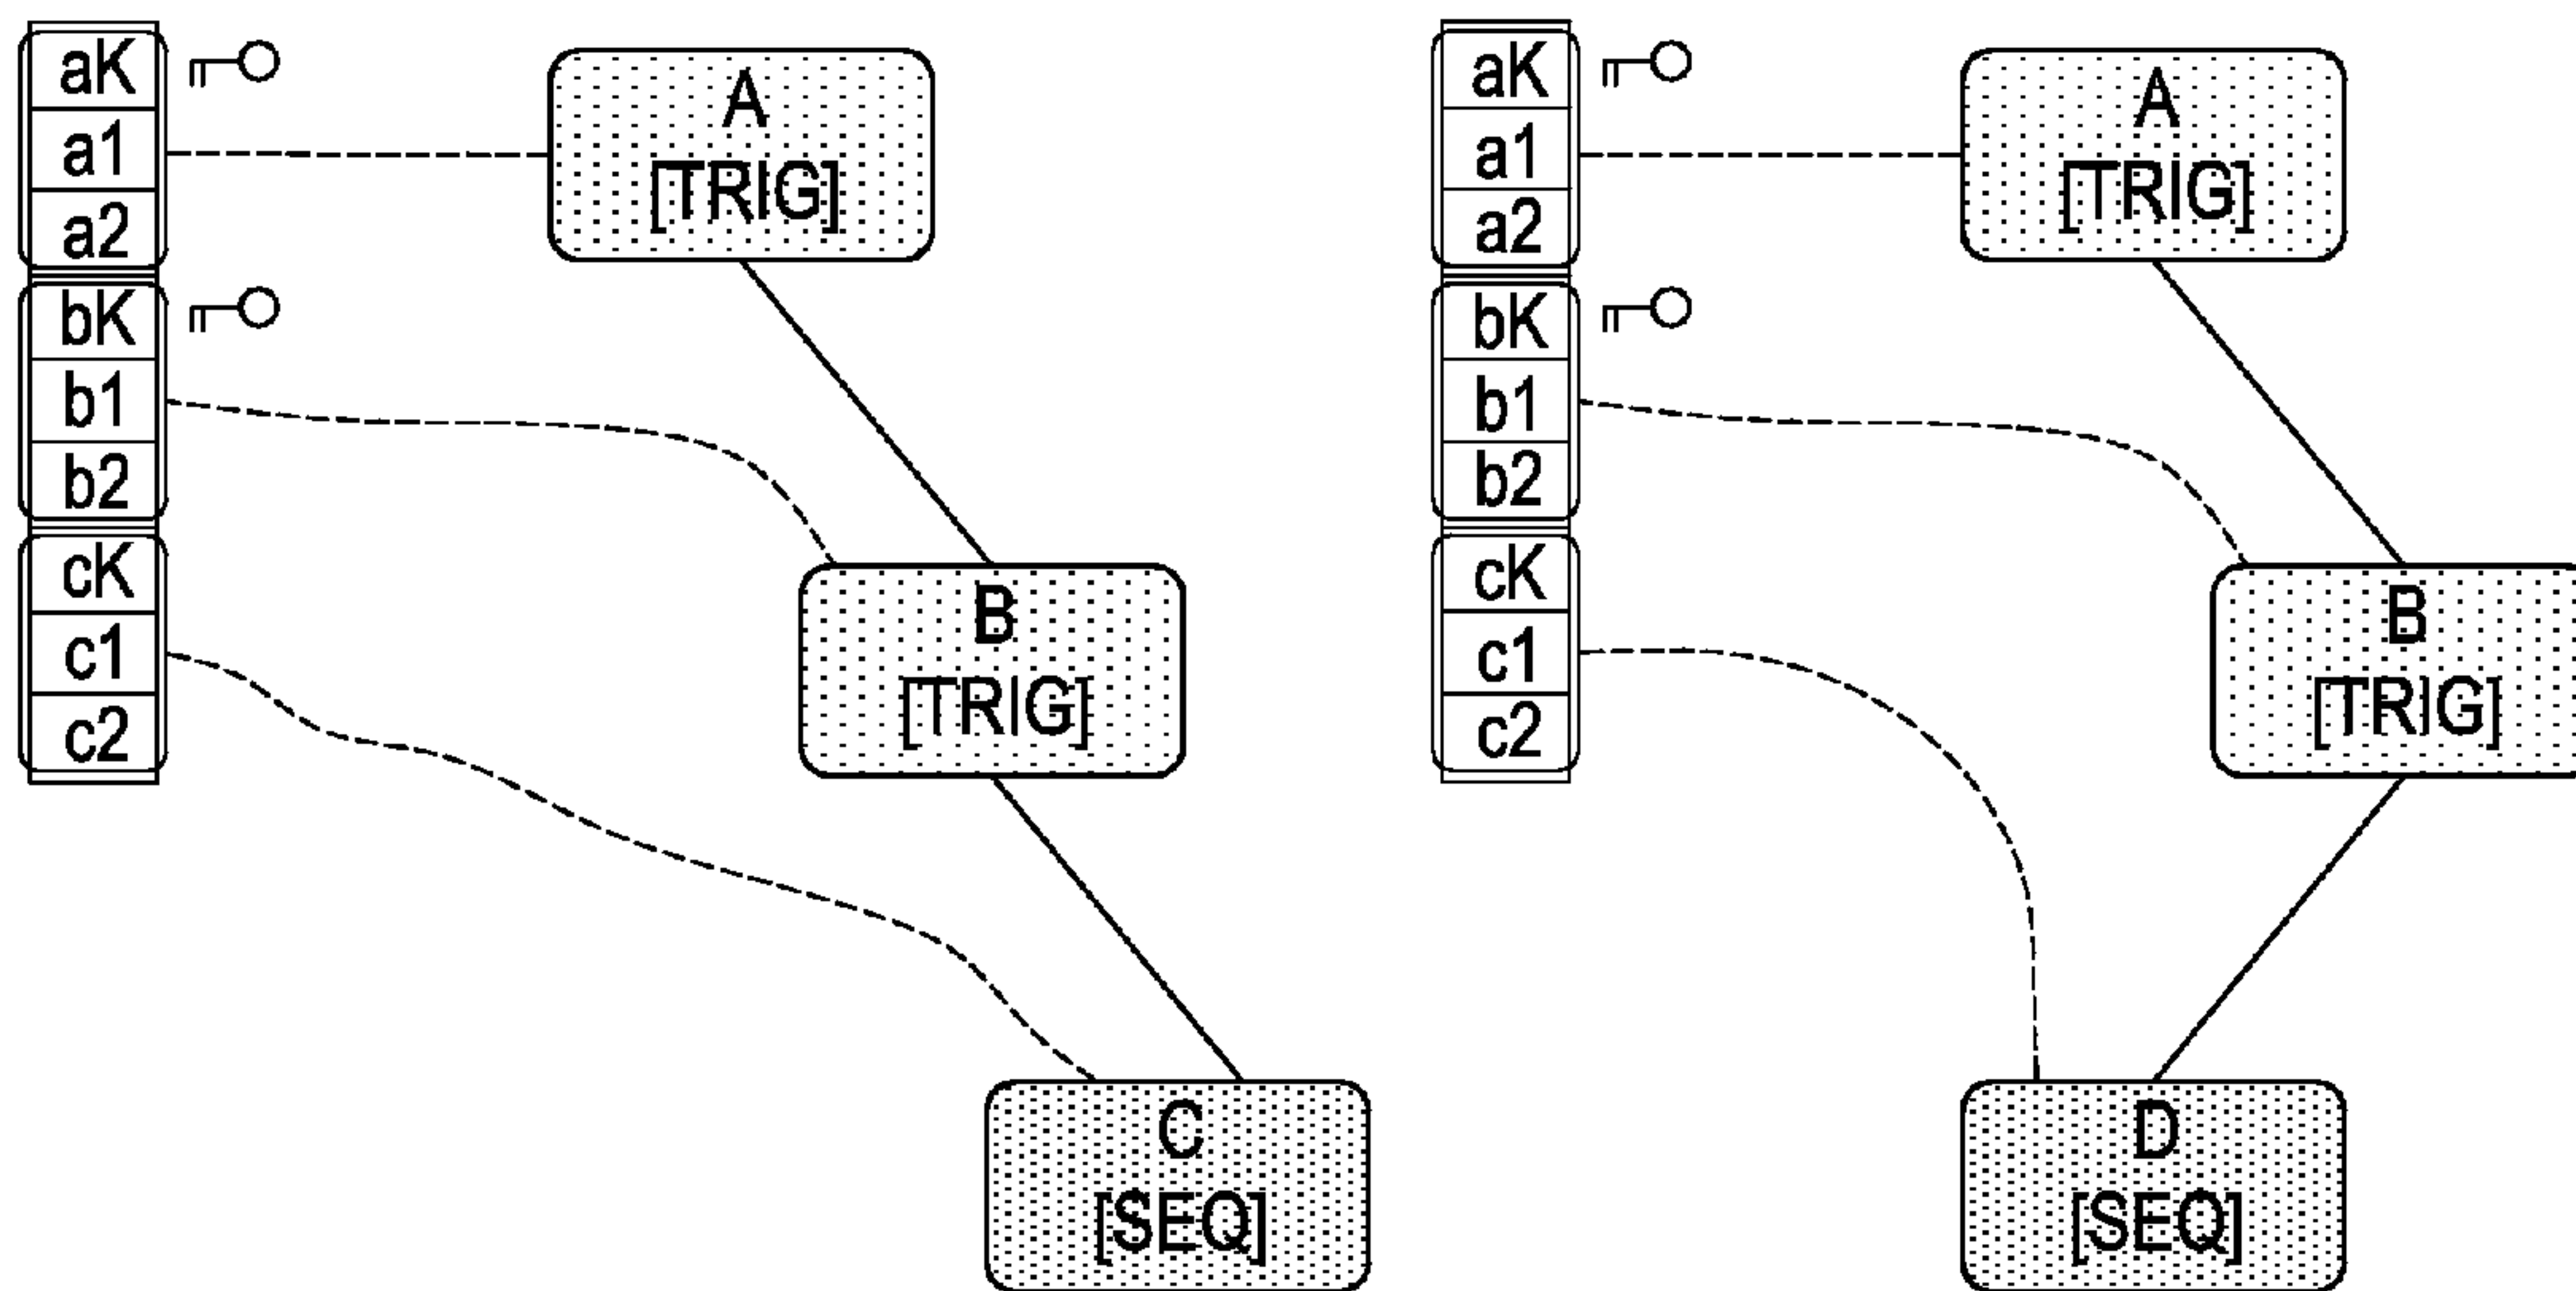 aK
a1
a2
bK
b1
b2
cK
c1
c2
A
[TRIG]
B
[TRIG]
C
[SEQ]
aK
a1
a2
bK
b1
b2
cK
c1
c2
A
[TRIG]
B
[TRIG]
D
[SEQ]